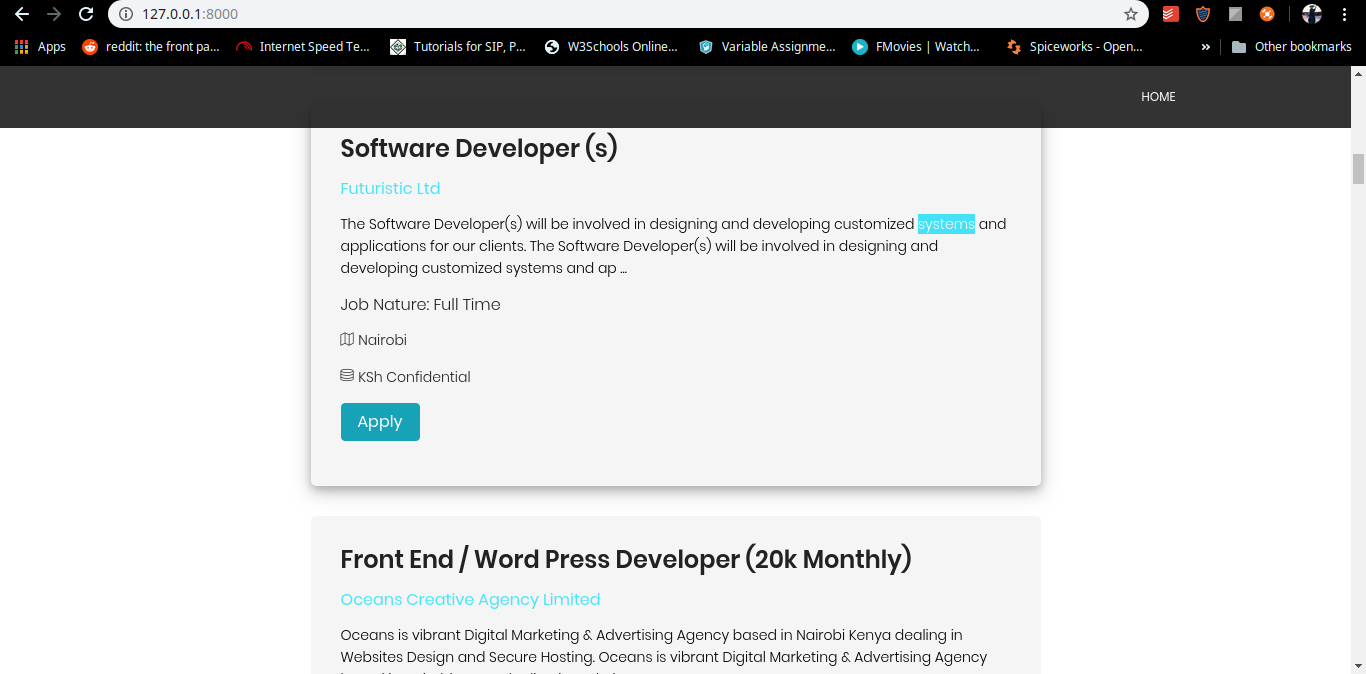 127.0.0.1:8000
Apps
reddit: the front pa...
Internet Speed Te...
Tutorials for SIP, P...
W3Schools Online...
Variable Assignme...
FMovies | Watch...
Spiceworks - Open...
»
Other bookmarks
HOME
Software Developer (s)
Futuristic Ltd
The Software Developer(s) will be involved in designing and developing customized systems and
applications for our clients. The Software Developer(s) will be involved in designing and
developing customized systems and ap ...
Job Nature: Full Time
Nairobi
KSh Confidential
Apply
Front End / Word Press Developer (20k Monthly)
Oceans Creative Agency Limited
Oceans is vibrant Digital Marketing & Advertising Agency based in Nairobi Kenya dealing in
Websites Design and Secure Hosting. Oceans is vibrant Digital Marketing & Advertising Agency